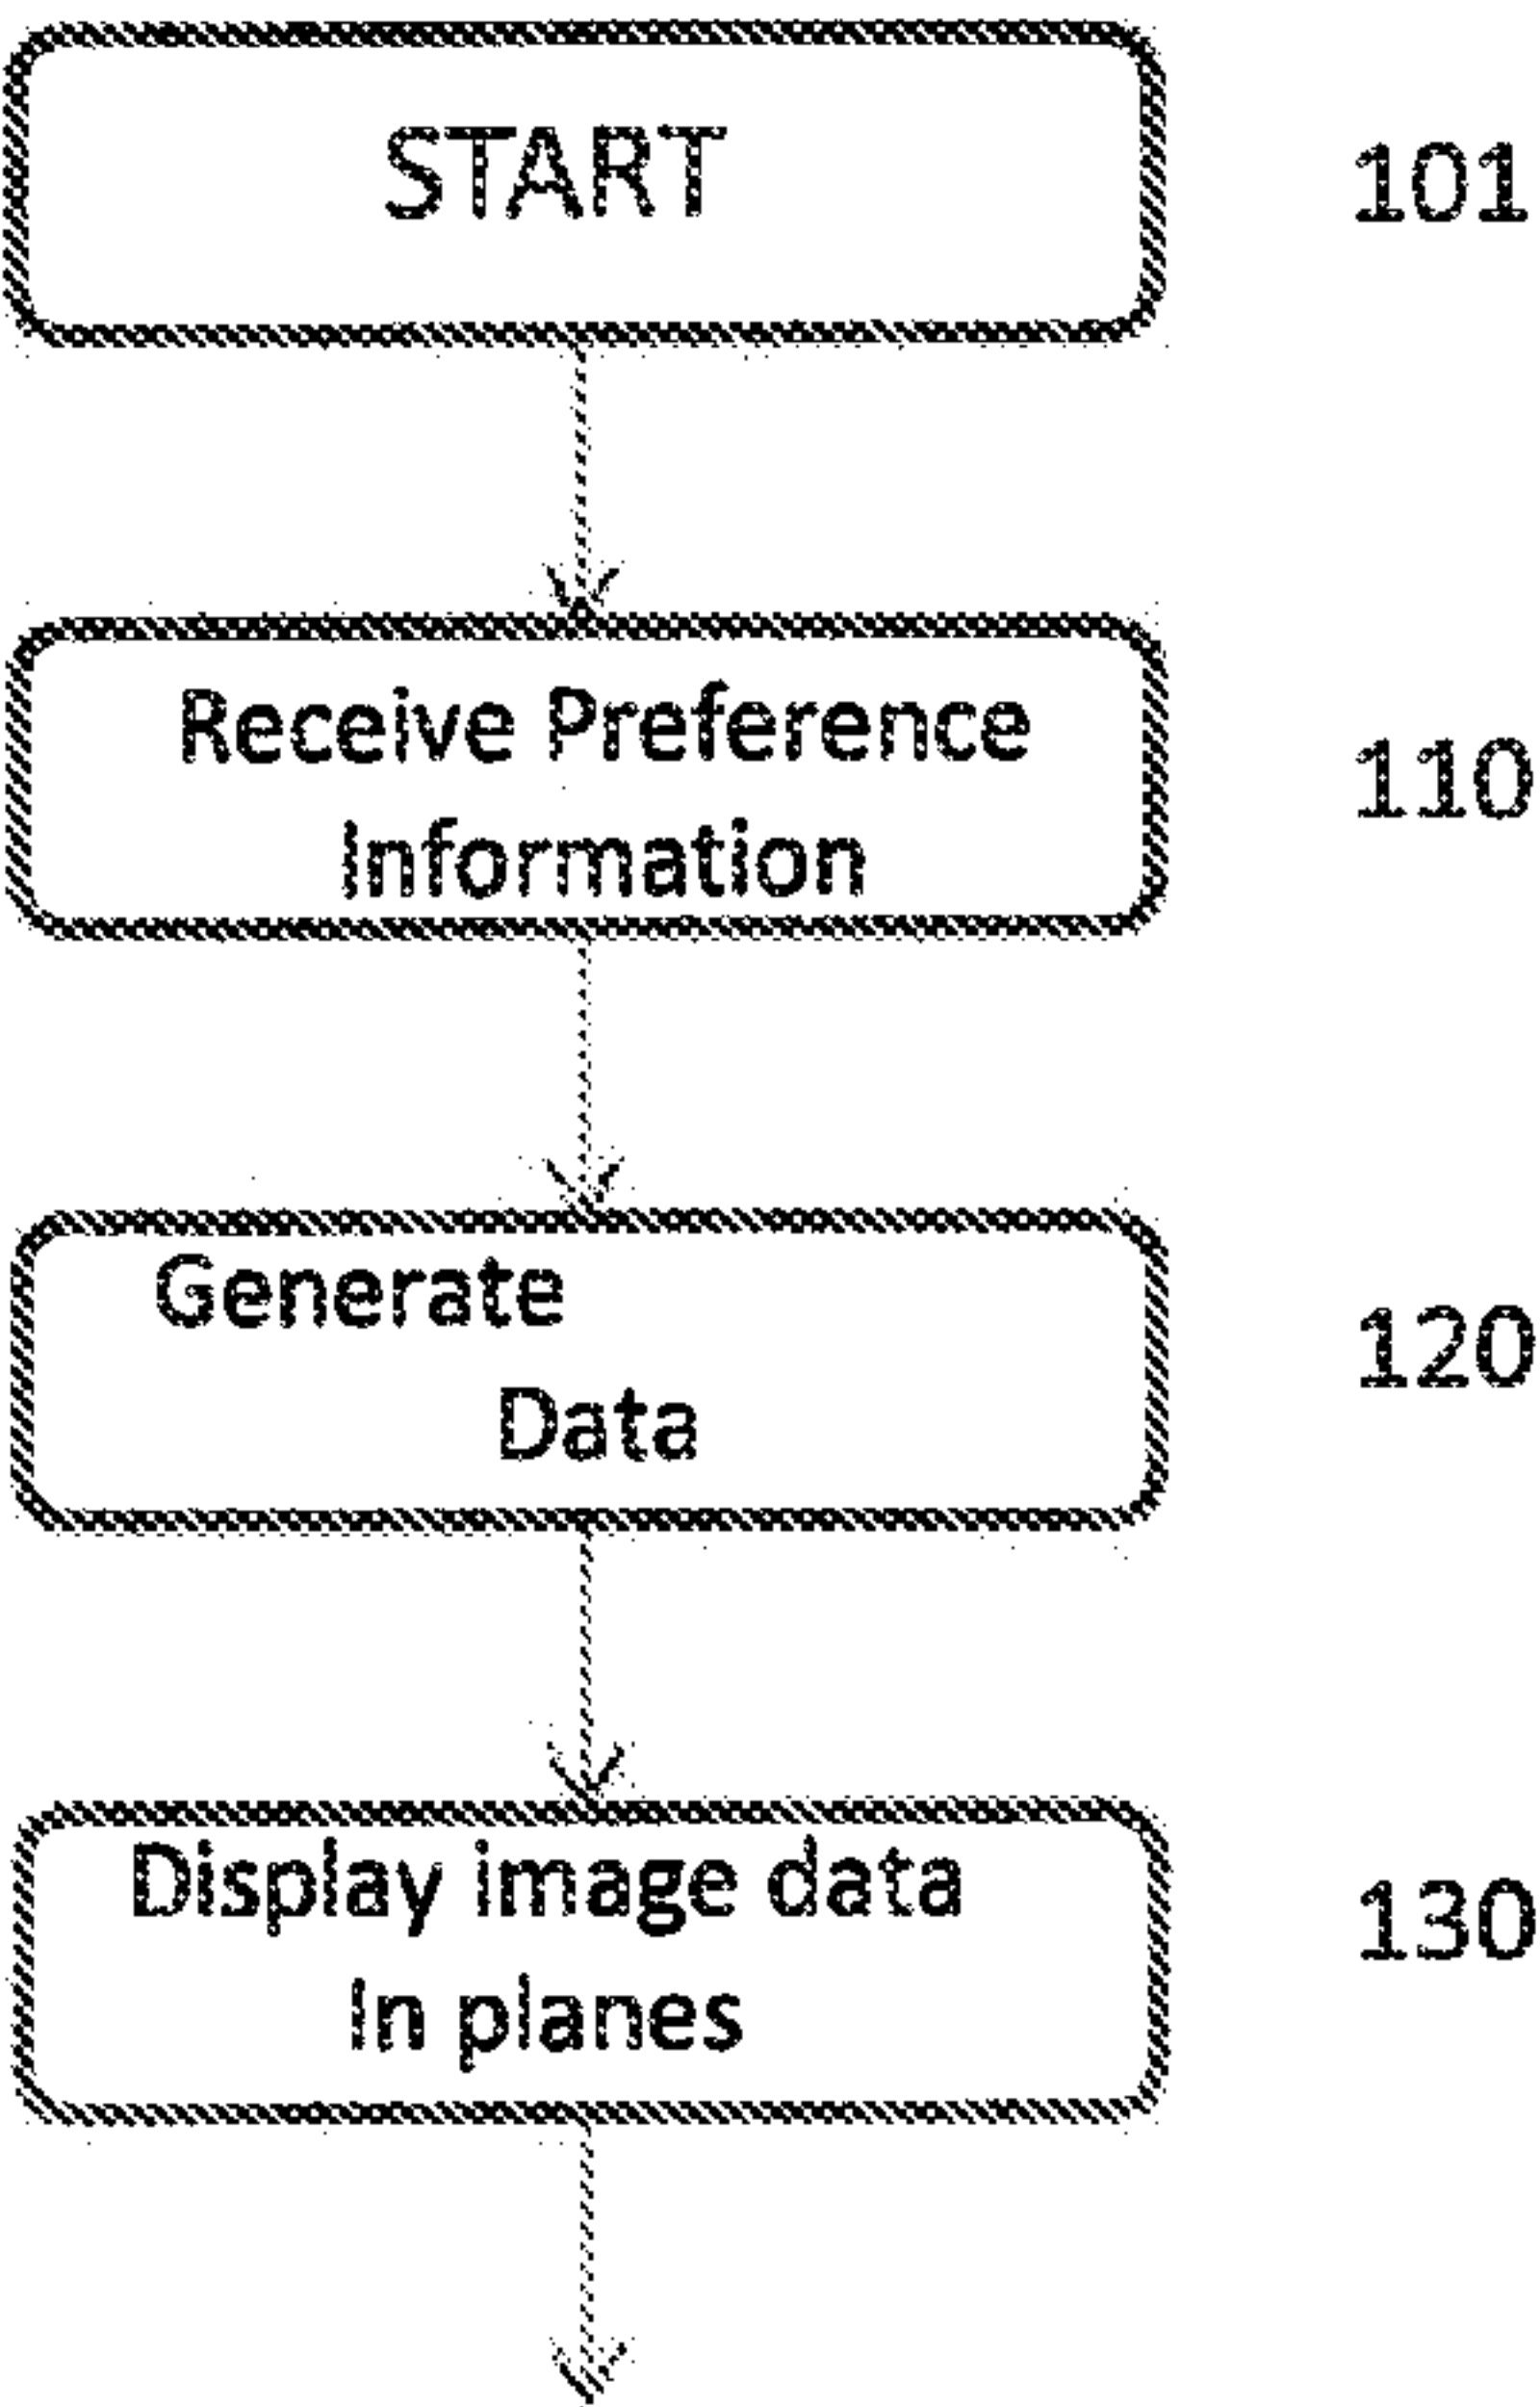 START
101
Receive Preference
Information
110
Generate
Data
120
Display image data
In planes
130